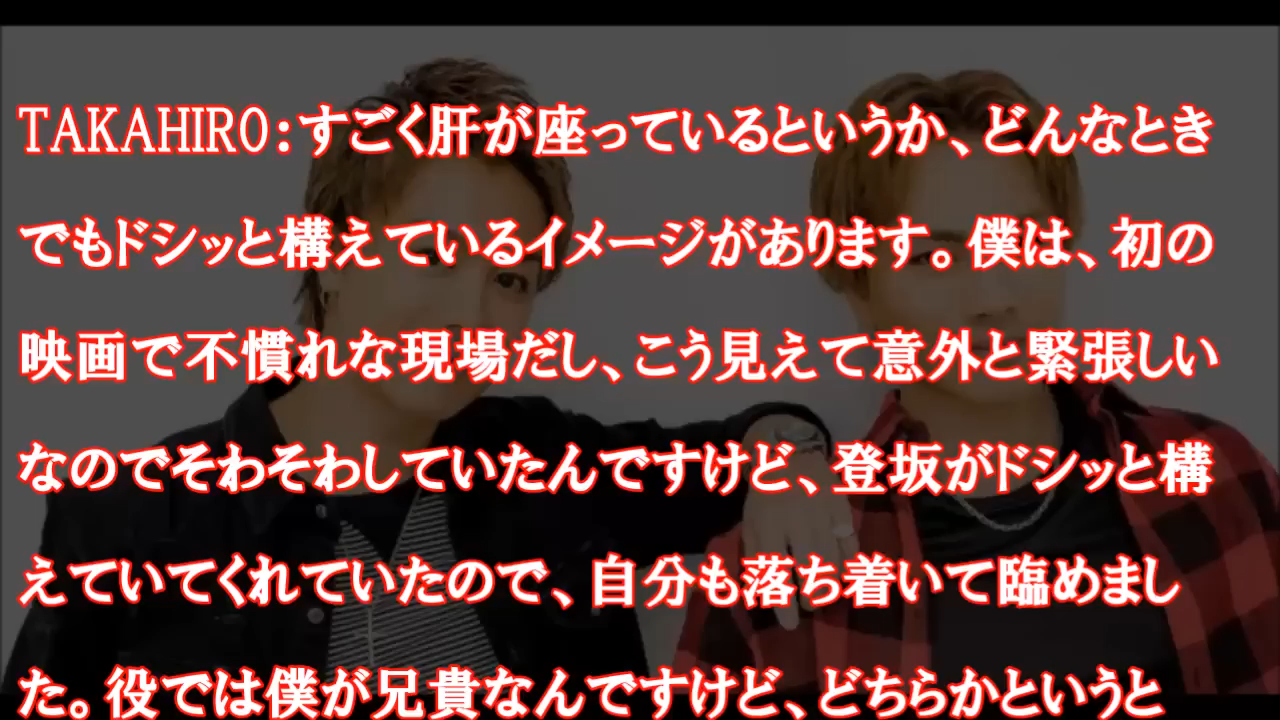 TAKAHIRO：すごく肝が座っているというか、どんなとき
でもドシッと構えているイメージがあります。僕は、初の
映画で不慣れな現場だし、こう見えて意外と緊張しい
なのでそわそわしていたんですけど、登坂がドシッと構
えていてくれていたので、自分も落ち着いて臨めまし
た。役では僕が兄貴なんですけど、どちらかというと